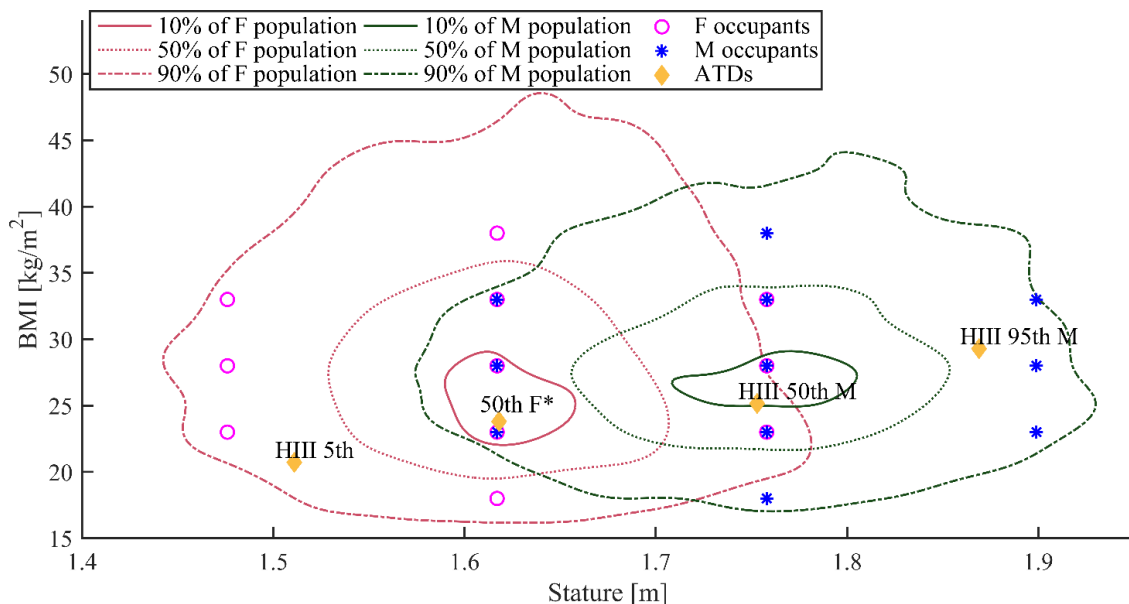 10% of F population 10% of M population F occupants
50% of F population 50% of M population M occupants
90% of F population 90% of M population ATDs
50
45
40
35
30
25
20
15
BMI [kg/m²]
HIII 95th M
HIII 50th M
50th F*
HIII 5th
1.4 1.5 1.6 1.7 1.8 1.9
Stature [m]